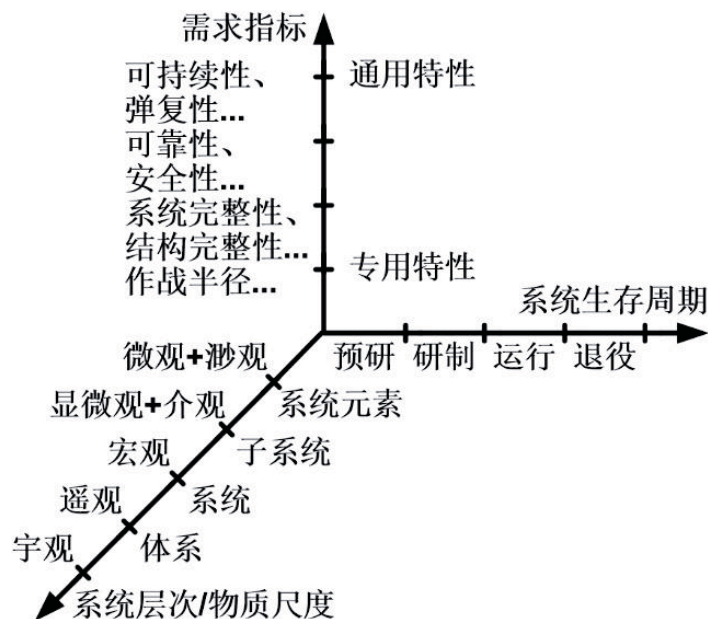 需求指标
可持续性、 通用特性
弹复性...
可靠性、
安全性...
系统完整性、
结构完整性... 专用特性
作战半径...
系统生存周期
微观+渺观 预研 研制 运行 退役
显微观+介观 系统元素
宏观 子系统
遥观 系统
宇观 体系
系统层次/物质尺度